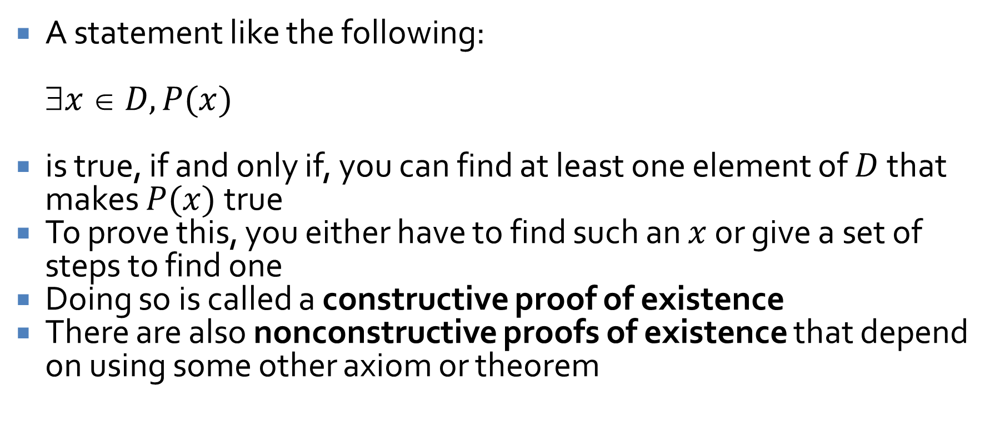 A statement like the following:
∃x ∈ D, P(x)
is true, if and only if, you can find at least one element of D that
makes P(x) true
To prove this, you either have to find such an x or give a set of
steps to find one
Doing so is called a constructive proof of existence
There are also nonconstructive proofs of existence that depend
on using some other axiom or theorem